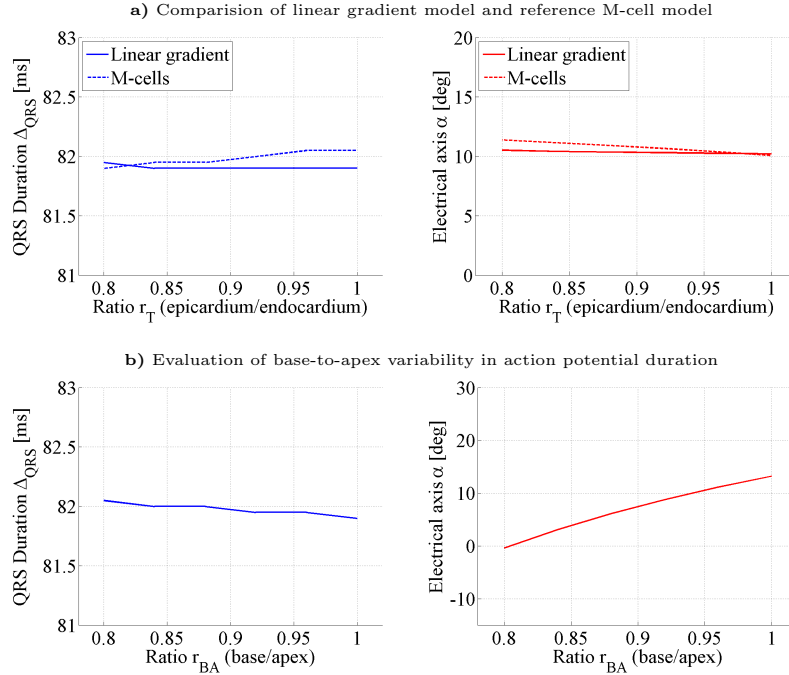 a) Comparision of linear gradient model and reference M-cell model
83
82.5
82
81.5
81
0.8 0.85 0.9 0.95 1
QRS Duration Δ_QRS [ms]
Ratio r_T (epicardium/endocardium)
Linear gradient
M-cells
20
15
10
5
0
0.8 0.85 0.9 0.95 1
Electrical axis α [deg]
Ratio r_T (epicardium/endocardium)
Linear gradient
M-cells
b) Evaluation of base-to-apex variability in action potential duration
83
82.5
82
81.5
81
0.8 0.85 0.9 0.95 1
QRS Duration Δ_QRS [ms]
Ratio r_BA (base/apex)
30
20
10
0
-10
0.8 0.85 0.9 0.95 1
Electrical axis α [deg]
Ratio r_BA (base/apex)